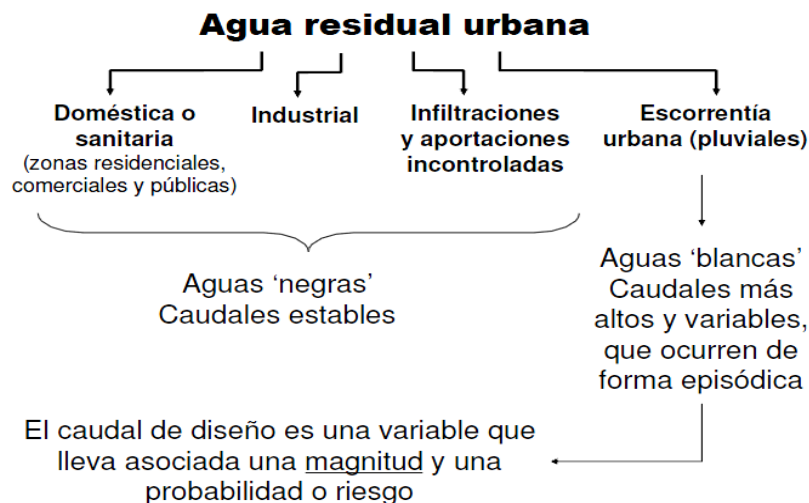 Agua residual urbana
Doméstica o
sanitaria
(zonas residenciales,
comerciales y públicas)
Industrial
Infiltraciones
y aportaciones
incontroladas
Escorrentía
urbana (pluviales)
Aguas ‘negras’
Caudales estables
Aguas ‘blancas’
Caudales más
altos y variables,
que ocurren de
forma episódica
El caudal de diseño es una variable que
lleva asociada una magnitud y una
probabilidad o riesgo